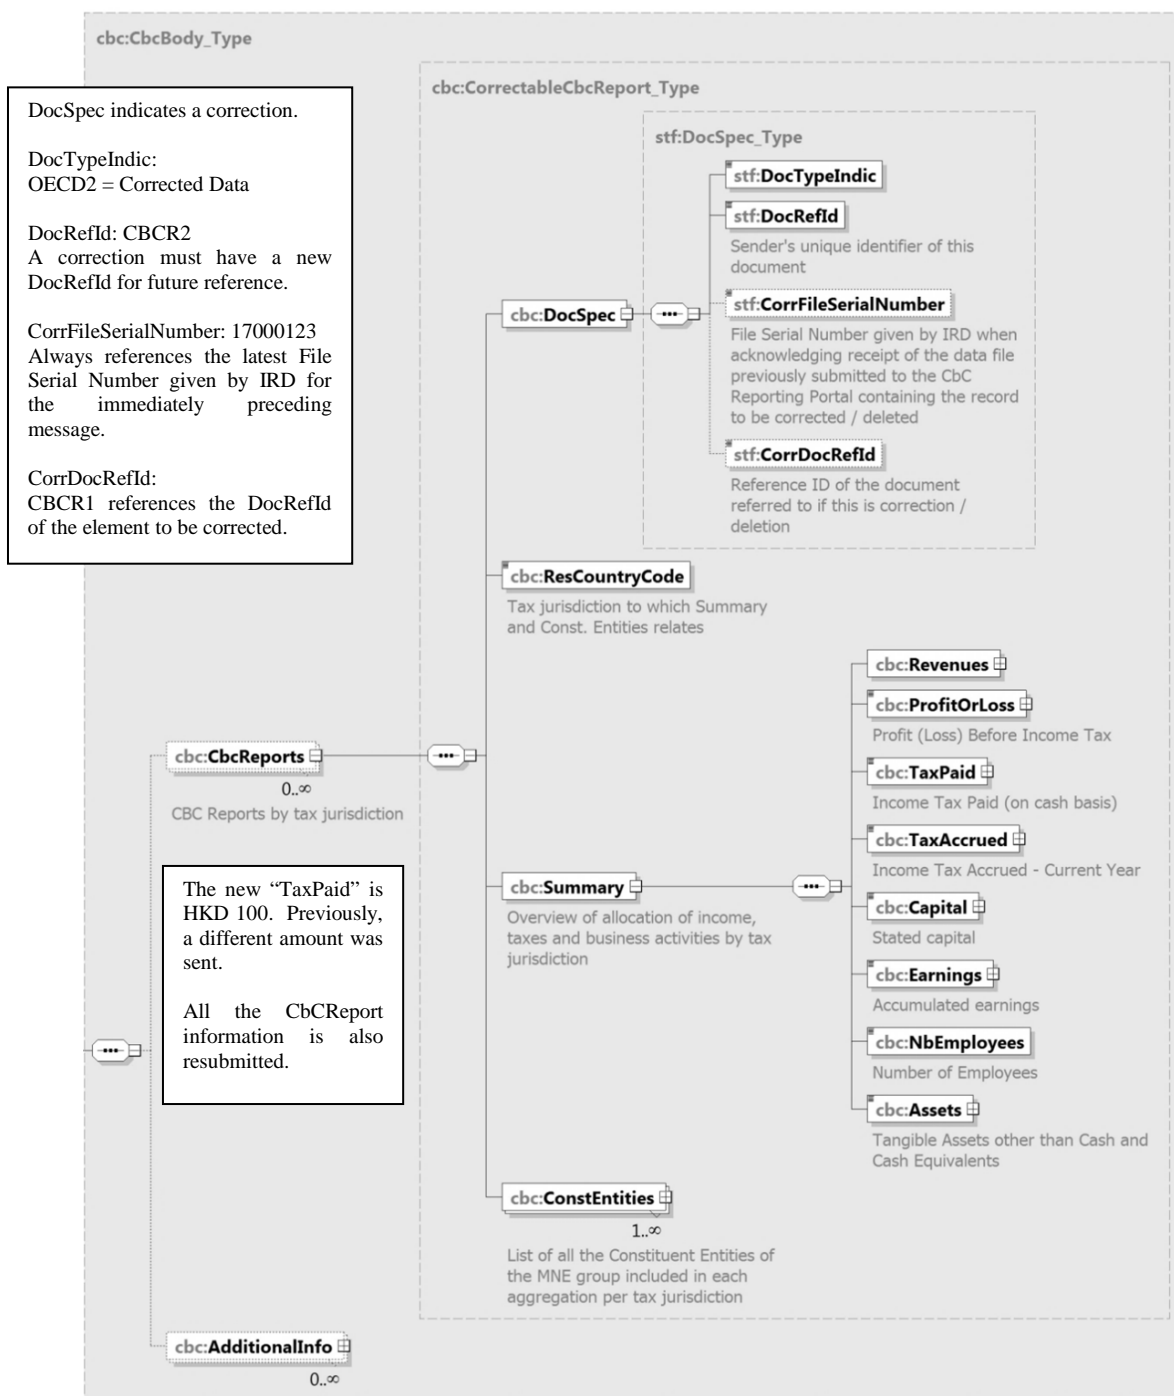 cbc:CbcBody_Type
cbc:CorrectableCbcReport_Type
DocSpec indicates a correction.
DocTypeIndic:
OECD2 = Corrected Data
DocRefId: CBCR2
A correction must have a new
DocRefId for future reference.
CorrFileSerialNumber: 17000123
Always references the latest File
Serial Number given by IRD for
the immediately preceding
message.
CorrDocRefId:
CBCR1 references the DocRefId
of the element to be corrected.
stf:DocSpec_Type
stf:DocTypeIndic
stf:DocRefId
Sender's unique identifier of this
document
stf:CorrFileSerialNumber
File Serial Number given by IRD when
acknowledging receipt of the data file
previously submitted to the CbC
Reporting Portal containing the record
to be corrected / deleted
stf:CorrDocRefId
Reference ID of the document
referred to if this is correction /
deletion
cbc:DocSpec
cbc:ResCountryCode
Tax jurisdiction to which Summary
and Const. Entities relates
cbc:CbcReports
0..∞
CBC Reports by tax jurisdiction
The new “TaxPaid” is
HKD 100. Previously,
a different amount was
sent.
All the CbCReport
information is also
resubmitted.
cbc:Summary
Overview of allocation of income,
taxes and business activities by tax
jurisdiction
cbc:Revenues
cbc:ProfitOrLoss
Profit (Loss) Before Income Tax
cbc:TaxPaid
Income Tax Paid (on cash basis)
cbc:TaxAccrued
Income Tax Accrued - Current Year
cbc:Capital
Stated capital
cbc:Earnings
Accumulated earnings
cbc:NbEmployees
Number of Employees
cbc:Assets
Tangible Assets other than Cash and
Cash Equivalents
cbc:ConstEntities
1..∞
List of all the Constituent Entities of
the MNE group included in each
aggregation per tax jurisdiction
cbc:AdditionalInfo
0..∞